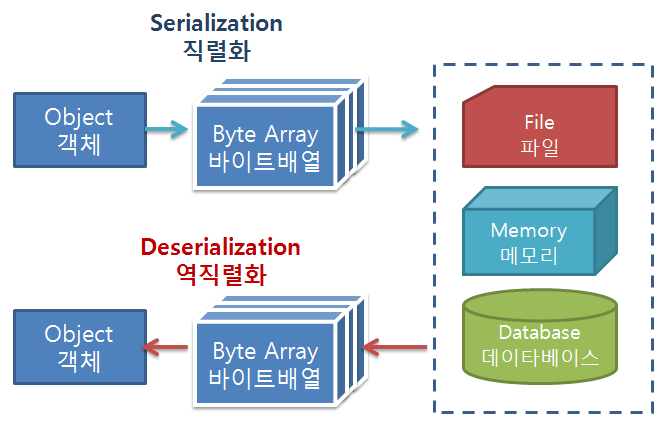 Serialization
직렬화
Object
객체
Byte Array
바이트배열
File
파일
Memory
메모리
Database
데이타베이스
Deserialization
역직렬화
Object
객체
Byte Array
바이트배열